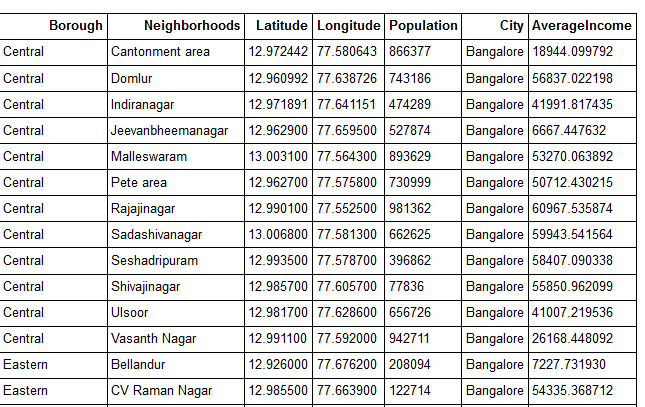 Borough Neighborhoods Latitude Longitude Population City AverageIncome
Central Cantonment area 12.972442 77.580643 866377 Bangalore 18944.099792
Central Domlur 12.960992 77.638726 743186 Bangalore 56837.022198
Central Indiranagar 12.971891 77.641151 474289 Bangalore 41991.817435
Central Jeevanbheemanagar 12.962900 77.659500 527874 Bangalore 6667.447632
Central Malleswaram 13.003100 77.564300 893629 Bangalore 53270.063892
Central Pete area 12.962700 77.575800 730999 Bangalore 50712.430215
Central Rajajinagar 12.990100 77.552500 981362 Bangalore 60967.535874
Central Sadashivanagar 13.006800 77.581300 662625 Bangalore 59943.541564
Central Seshadripuram 12.993500 77.578700 396862 Bangalore 58407.090338
Central Shivajinagar 12.985700 77.605700 77836 Bangalore 55850.962099
Central Ulsoor 12.981700 77.628600 656726 Bangalore 41007.219536
Central Vasanth Nagar 12.991100 77.592000 942711 Bangalore 26168.448092
Eastern Bellandur 12.926000 77.676200 208094 Bangalore 7227.731930
Eastern CV Raman Nagar 12.985500 77.663900 122714 Bangalore 54335.368712